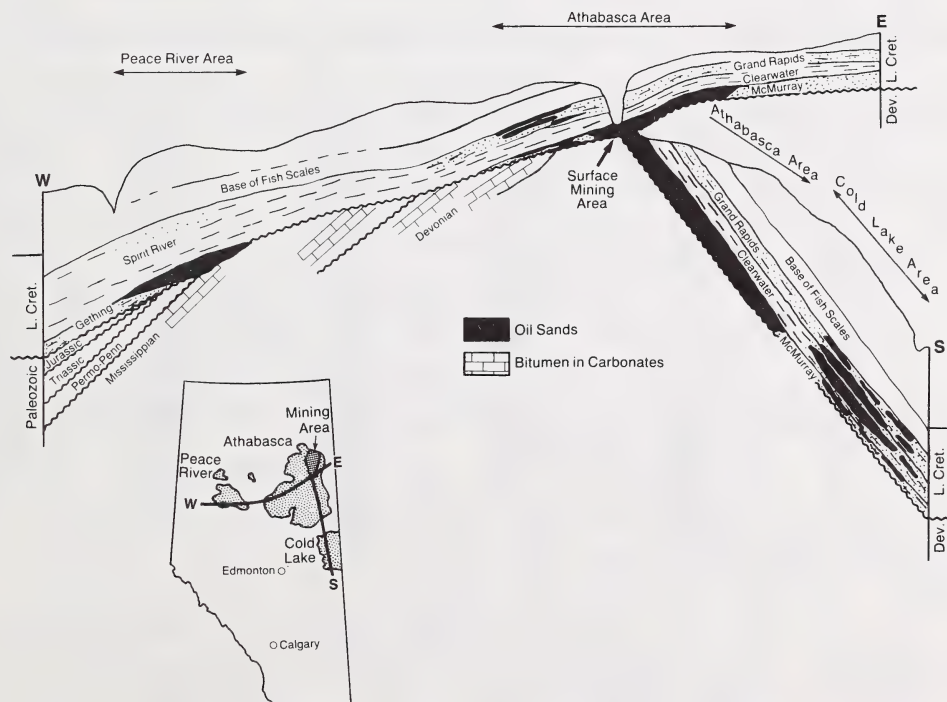 Athabasca Area
E
Peace River Area
L. Cret.
Dev.
Grand Rapids
Clearwater
McMurray
Athabasca Area
Cold Lake Area
W
Base of Fish Scales
Surface
Mining
Area
Spirit River
Devonian
Grand Rapids
Clearwater
Base of Fish Scales
McMurray
S
L. Cret.
Paleozoic
Gething
Jurassic
Triassic
Permo-Penn
Mississippian
Oil Sands
Bitumen in Carbonates
L. Cret.
Dev.
Mining
Area
Athabasca
Peace
River
E
W
Cold
Lake
Edmonton
S
Calgary